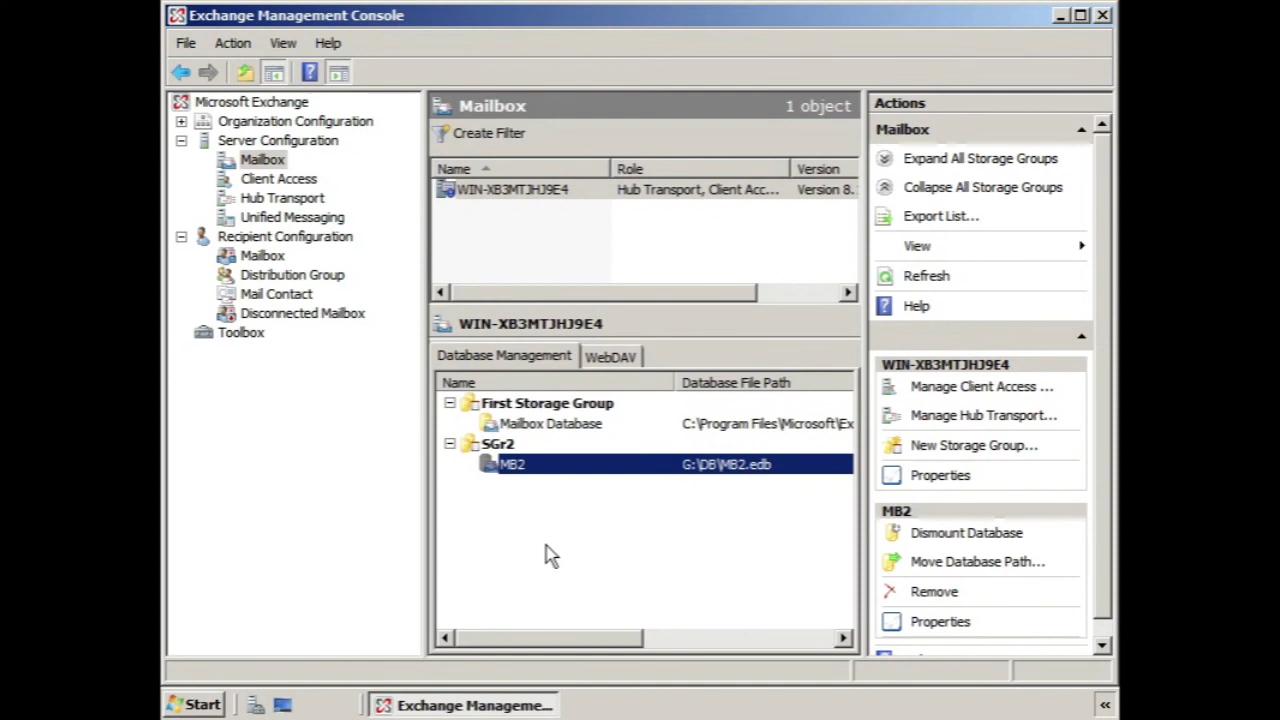 Exchange Management Console
File Action View Help
Microsoft Exchange
Organization Configuration
Server Configuration
Mailbox
Client Access
Hub Transport
Unified Messaging
Recipient Configuration
Mailbox
Distribution Group
Mail Contact
Disconnected Mailbox
Toolbox
Mailbox 1 object
Create Filter
Name Role Version
WIN-XB3MTJHJ9E4 Hub Transport, Client Acc... Version 8.
WIN-XB3MTJHJ9E4
Database Management WebDAV
Name Database File Path
First Storage Group
Mailbox Database C:\Program Files\Microsoft\Ex
SGr2
MB2 G:\DB\MB2.edb
Actions
Mailbox
Expand All Storage Groups
Collapse All Storage Groups
Export List...
View
Refresh
Help
WIN-XB3MTJHJ9E4
Manage Client Access ...
Manage Hub Transport...
New Storage Group...
Properties
MB2
Dismount Database
Move Database Path...
Remove
Properties
Start Exchange Manageme... «